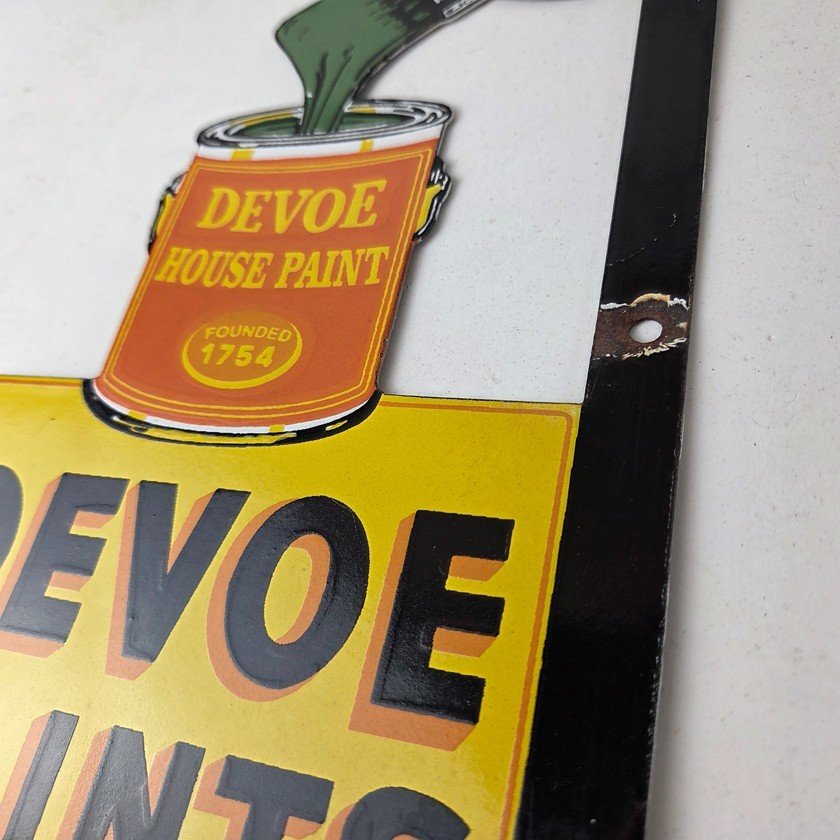 DEVOE
HOUSE PAINT
FOUNDED
1754
DEVOE